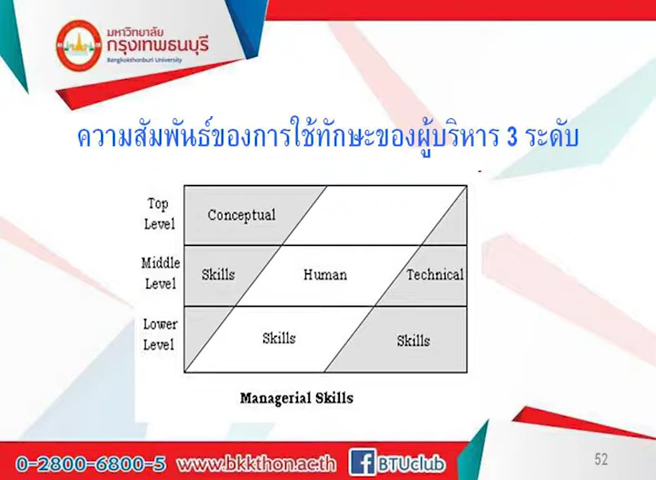 มหาวิทยาลัย
กรุงเทพธนบุรี
Bangkokthonburi University
ความสัมพันธ์ของการใช้ทักษะของผู้บริหาร 3 ระดับ
Top Level
Conceptual
Middle Level
Skills
Human
Technical
Lower Level
Skills
Skills
Managerial Skills
0-2800-6800-5 www.bkkthon.ac.th f BTUclub
52